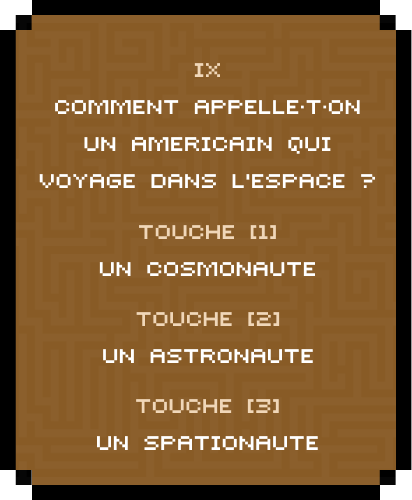 IX
COMMENT APPELLE-T-ON
UN AMERICAIN QUI
VOYAGE DANS L'ESPACE ?
TOUCHE [1]
UN COSMONAUTE
TOUCHE [2]
UN ASTRONAUTE
TOUCHE [3]
UN SPATIONAUTE